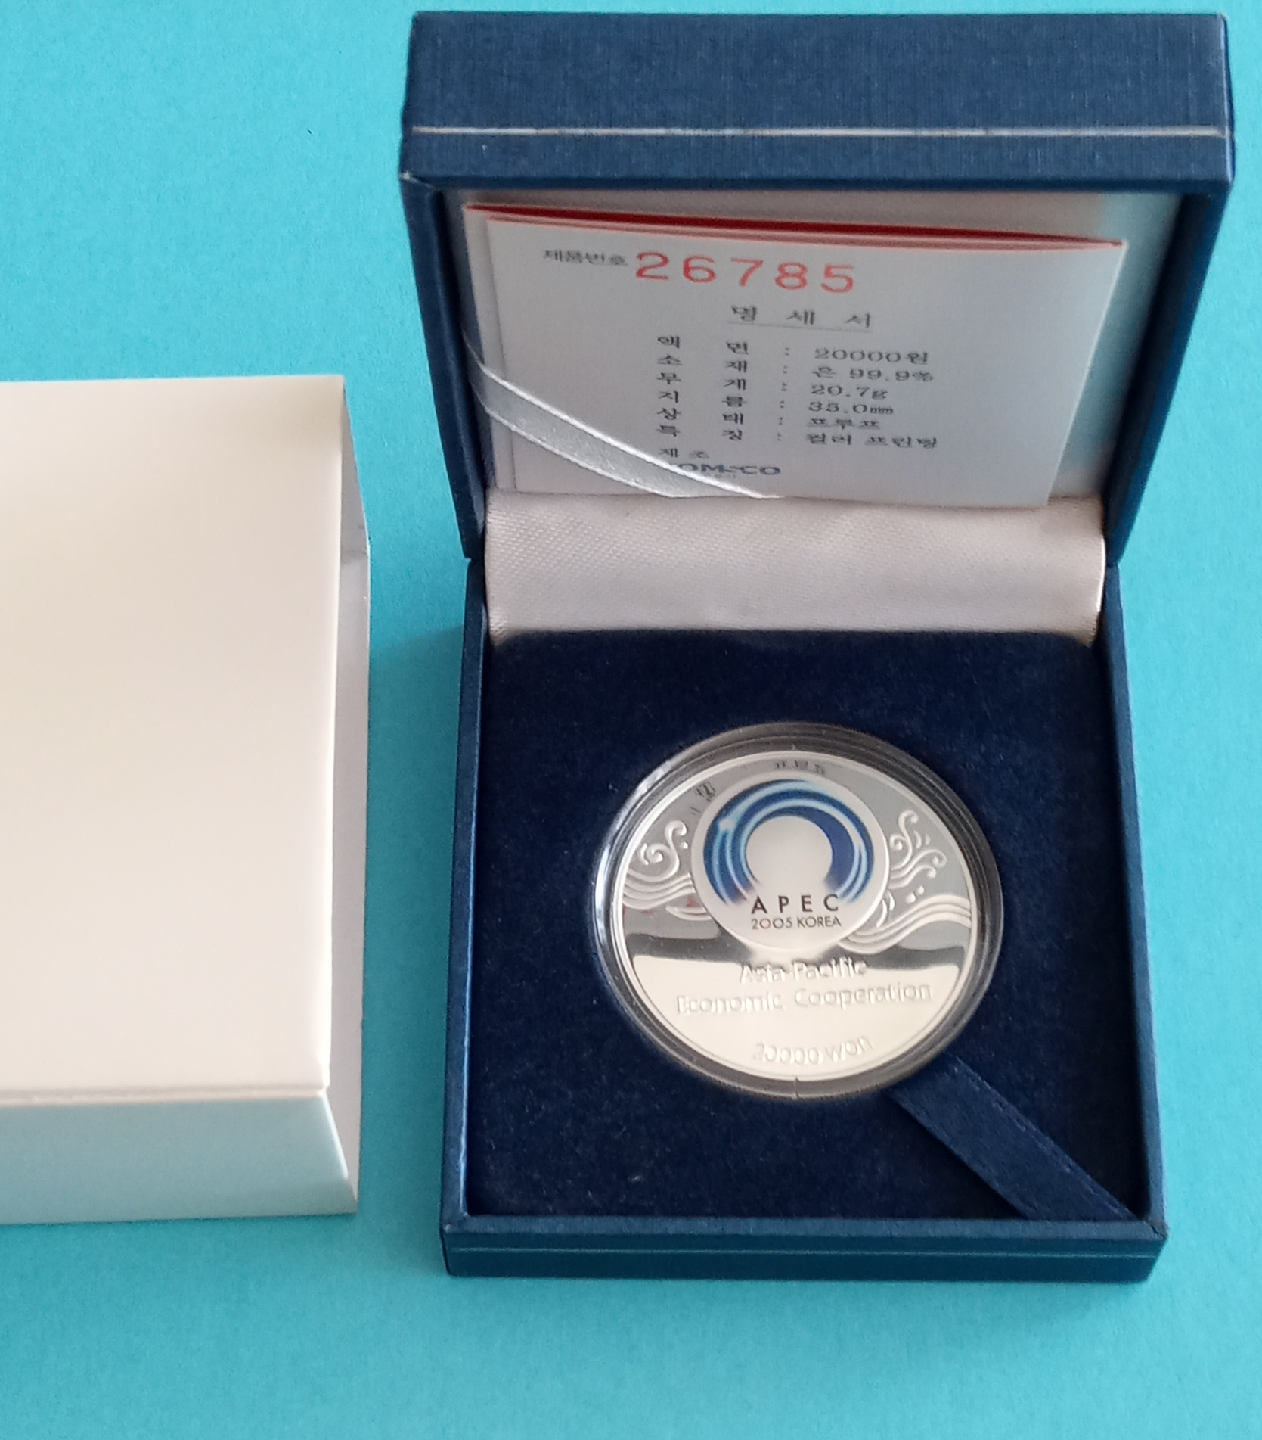 제품번호 26785
명 세 서
액 면 : 20000원
소 재 : 은 99.9%
무 게 : 20.7g
지 름 : 35.0mm
상 태 : 프루프
특 징 : 컬러 프린팅
제 조
APEC
2005 KOREA
Asia-Pacific
Economic Cooperation
20000 won